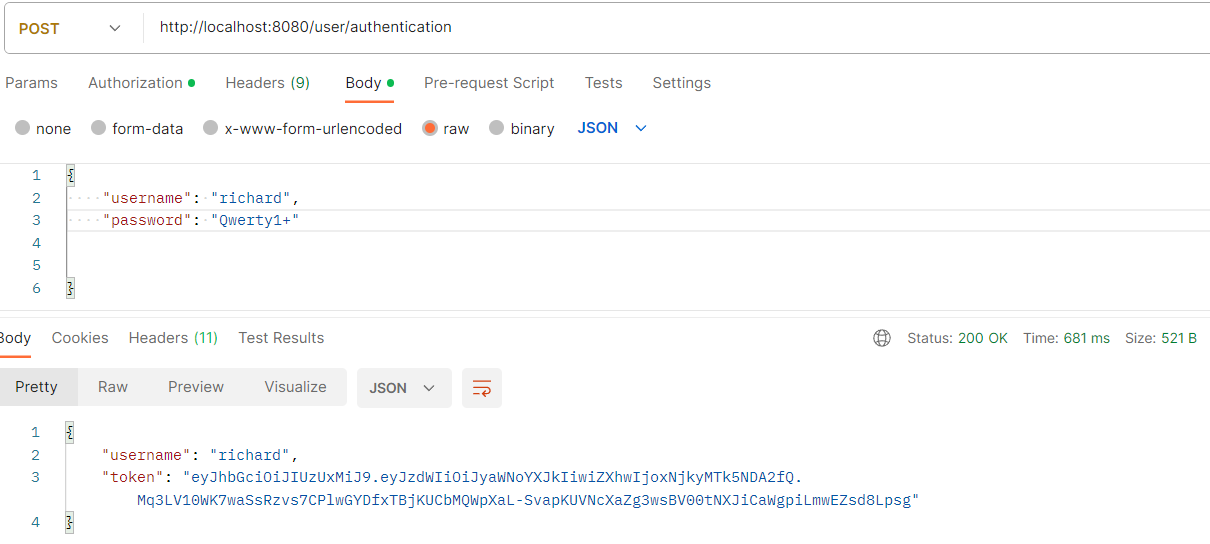 POST http://localhost:8080/user/authentication
Params Authorization Headers (9) Body Pre-request Script Tests Settings
none form-data x-www-form-urlencoded raw binary JSON
1 {
2 "username": "richard",
3 "password": "Qwerty1+"
4
5
6 }
Body Cookies Headers (11) Test Results Status: 200 OK Time: 681 ms Size: 521 B
Pretty Raw Preview Visualize JSON
1 {
2 "username": "richard",
3 "token": "eyJhbGciOiJIUzUxMiJ9.eyJzdWIiOiJyaWNoYXJkIiwiZXhwIjoxNjkyMTk5NDA2fQ.
Mq3LV10WK7waSsRzvs7CPlwGYDfxTBjKUCbMQWpXaL-SvapKUVNcXaZg3wsBV00tNXJiCaWgpiLmwEZsd8Lpsg"
4 }